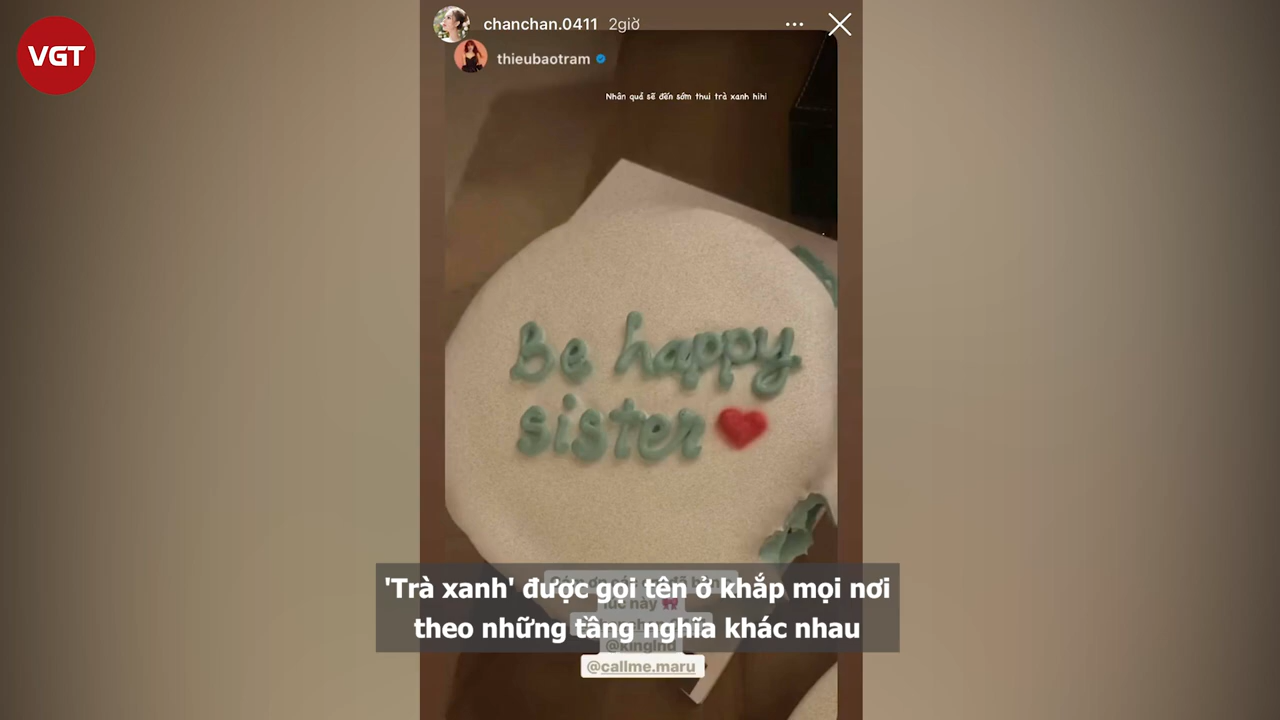 VGT
chanchan.0411 2giờ
thieubaotram
Nhân quả sẽ đến sớm thui trà xanh hihi
Be happy
sister
'Trà xanh' được gọi tên ở khắp mọi nơi
theo những tầng nghĩa khác nhau
@callme.maru